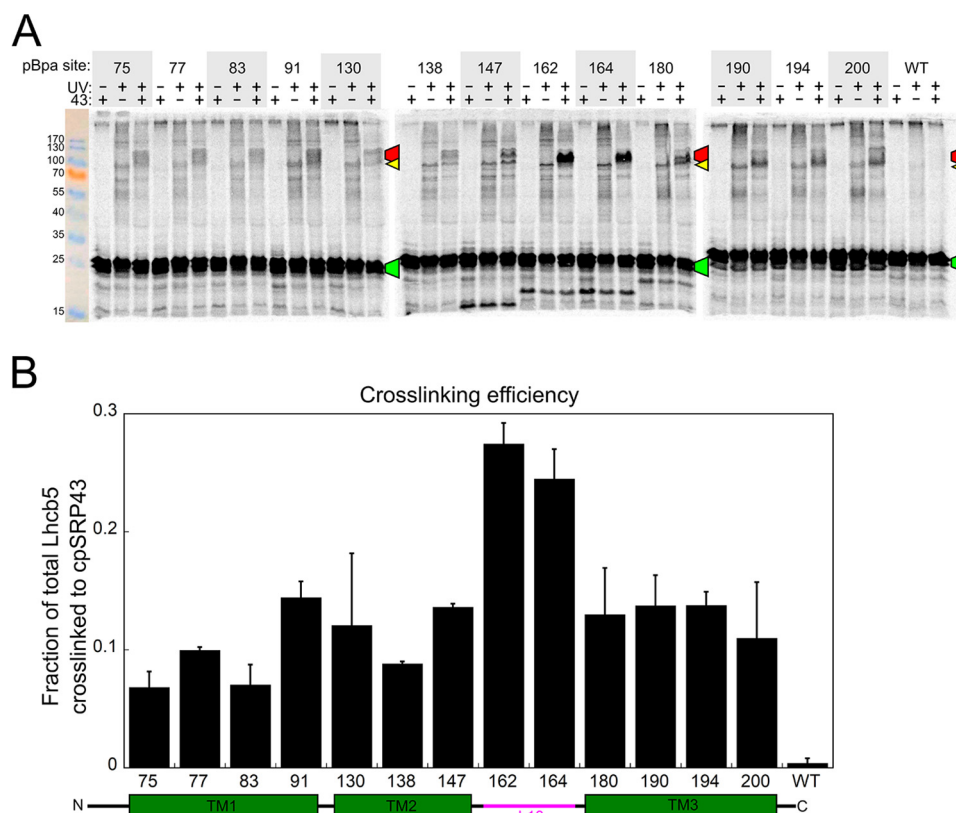 A
pBpa site: 75 77 83 91 130 138 147 162 164 180 190 194 200 WT
UV: - + + - + + - + + - + + - + + - + + - + + - + + - + + - + + - + + - + + - + + - + +
43: + - + + - + + - + + - + + - + + - + + - + + - + + - + + - + + - + + - + + - + + - +
170
130
100
70
55
40
35
25
15
B
Crosslinking efficiency
Fraction of total Lhcb5
crosslinked to cpSRP43
0.3
0.2
0.1
0
75 77 83 91 130 138 147 162 164 180 190 194 200 WT
N TM1 TM2 TM3 C